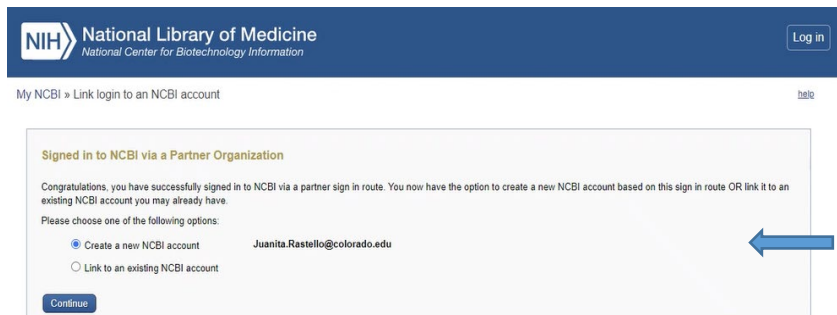 NIH National Library of Medicine
National Center for Biotechnology Information
Log in
My NCBI » Link login to an NCBI account
help
Signed in to NCBI via a Partner Organization
Congratulations, you have successfully signed in to NCBI via a partner sign in route. You now have the option to create a new NCBI account based on this sign in route OR link it to an
existing NCBI account you may already have.
Please choose one of the following options:
Create a new NCBI account Juanita.Rastello@colorado.edu
Link to an existing NCBI account
Continue